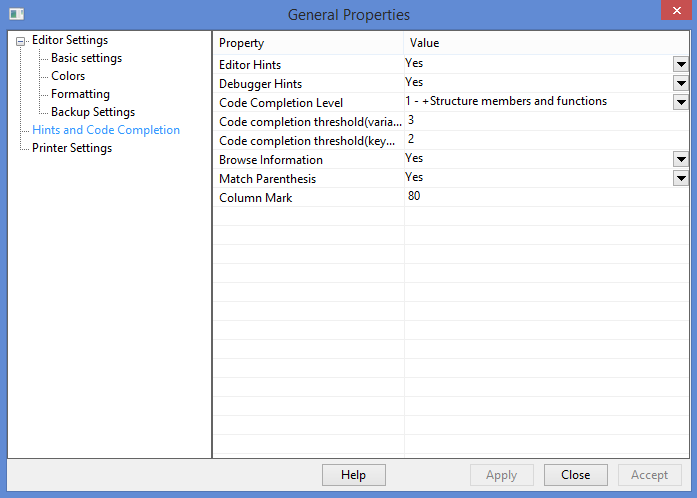 General Properties
Editor Settings
Basic settings
Colors
Formatting
Backup Settings
Hints and Code Completion
Printer Settings
Property Value
Editor Hints Yes
Debugger Hints Yes
Code Completion Level 1 - +Structure members and functions
Code completion threshold(varia... 3
Code completion threshold(key... 2
Browse Information Yes
Match Parenthesis Yes
Column Mark 80
Help Apply Close Accept